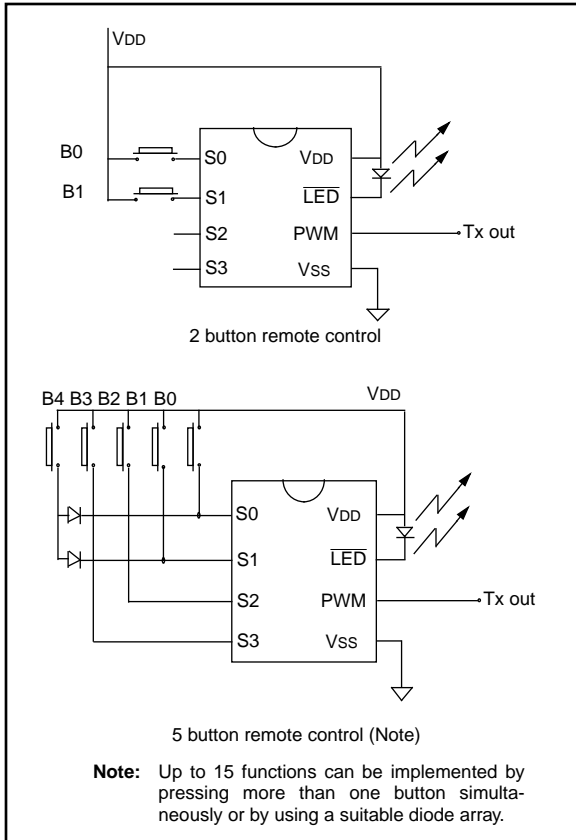 VDD
B0
B1
S0
S1
S2
S3
VDD
LED
PWM
VSS
Tx out
2 button remote control
B4 B3 B2 B1 B0
VDD
S0
S1
S2
S3
VDD
LED
PWM
VSS
Tx out
5 button remote control (Note)
Note: Up to 15 functions can be implemented by
pressing more than one button simulta-
neously or by using a suitable diode array.